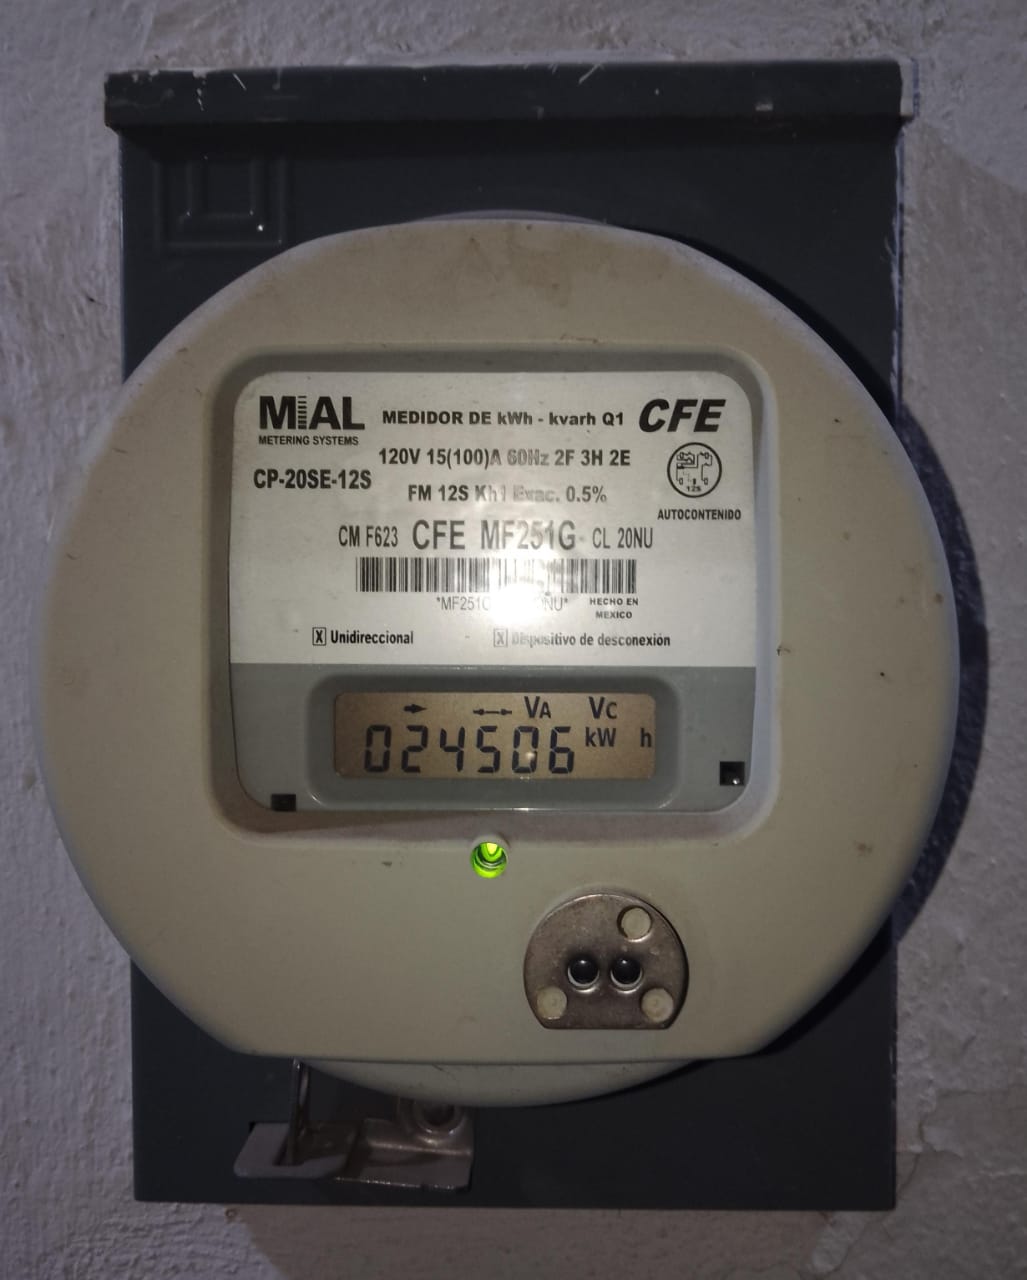 MIAL
METERING SYSTEMS
MEDIDOR DE kWh - kvarh Q1
CFE
120V 15(100)A 60Hz 2F 3H 2E
CP-20SE-12S
FM 12S Kh1 Exac. 0.5%
12S
AUTOCONTENIDO
CM F623 CFE MF251G CL 20NU
HECHO EN
MEXICO
X Unidireccional
X Dispositivo de desconexión
VA VC
024506 kW h